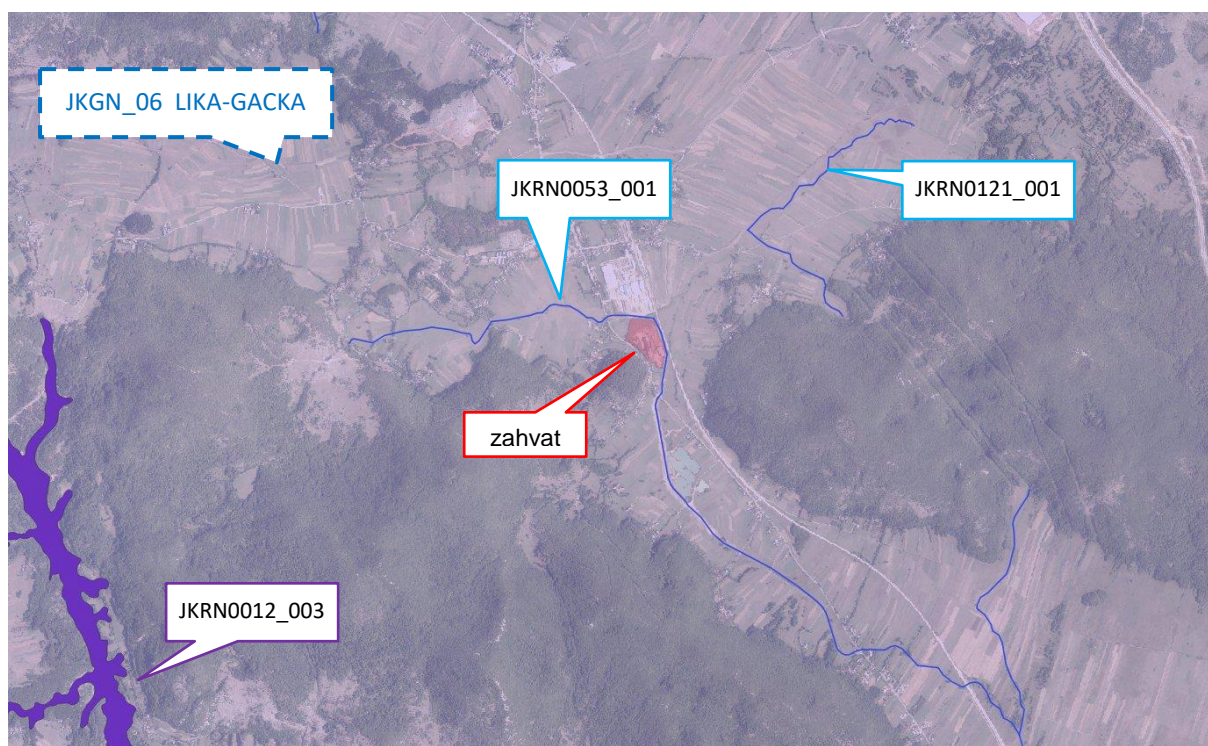 JKGN_06 LIKA-GACKA
JKRN0053_001
JKRN0121_001
zahvat
JKRN0012_003